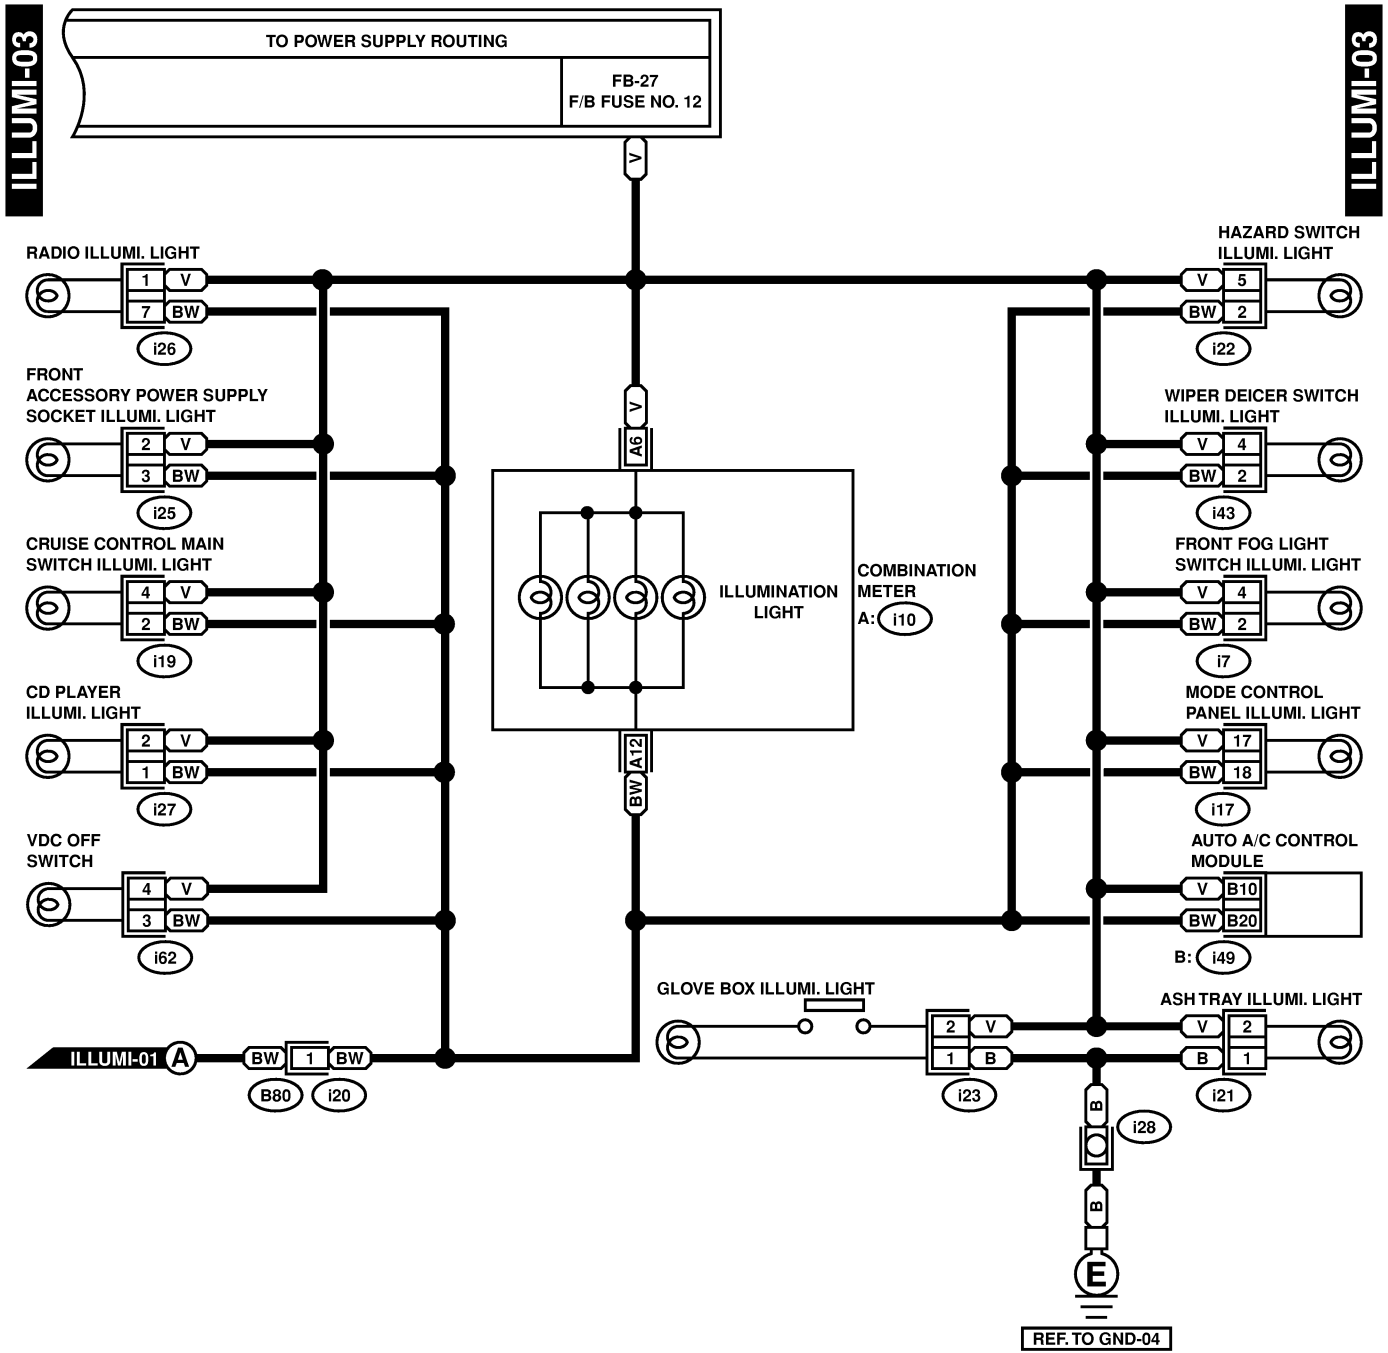 ILLUMI-03
ILLUMI-03
TO POWER SUPPLY ROUTING
FB-27
F/B FUSE NO. 12
V
RADIO ILLUMI. LIGHT
1 V
7 BW
i26
FRONT
ACCESSORY POWER SUPPLY
SOCKET ILLUMI. LIGHT
2 V
3 BW
i25
CRUISE CONTROL MAIN
SWITCH ILLUMI. LIGHT
4 V
2 BW
i19
CD PLAYER
ILLUMI. LIGHT
2 V
1 BW
i27
VDC OFF
SWITCH
4 V
3 BW
i62
ILLUMI-01 A BW 1 BW
B80 i20
V
A6
ILLUMINATION
LIGHT
COMBINATION
METER
A: i10
A12
BW
HAZARD SWITCH
ILLUMI. LIGHT
V 5
BW 2
i22
WIPER DEICER SWITCH
ILLUMI. LIGHT
V 4
BW 2
i43
FRONT FOG LIGHT
SWITCH ILLUMI. LIGHT
V 4
BW 2
i7
MODE CONTROL
PANEL ILLUMI. LIGHT
V 17
BW 18
i17
AUTO A/C CONTROL
MODULE
V B10
BW B20
B: i49
GLOVE BOX ILLUMI. LIGHT
2 V
1 B
i23
ASH TRAY ILLUMI. LIGHT
V 2
B 1
i21
B
i28
B
E
REF. TO GND-04